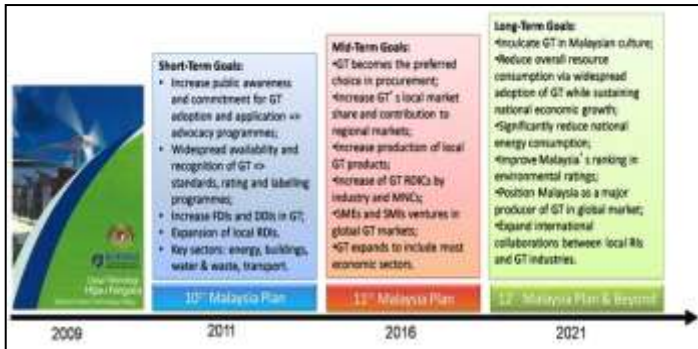 Short-Term Goals:
• Increase public awareness
and commitment for GT
adoption and application =>
advocacy programmes;
• Widespread availability and
recognition of GT =>
standards, rating and labelling
programmes;
• Increase FDIs and DDIs in GT;
• Expansion of local RDIs.
• Key sectors: energy, buildings,
water & waste, transport.
10th Malaysia Plan
Mid-Term Goals:
•GT becomes the preferred
choice in procurement;
•Increase GT's local market
share and contribution to
regional markets;
•Increase production of local
GT products;
•Increase of GT RDICs by
industry and MNCs;
•SMEs and SMIs ventures in
global GT markets;
•GT expands to include most
economic sectors.
11th Malaysia Plan
Long-Term Goals:
•Inculcate GT in Malaysian culture;
•Reduce overall resource
consumption via widespread
adoption of GT while sustaining
national economic growth;
•Significantly reduce national
energy consumption;
•Improve Malaysia's ranking in
environmental ratings;
•Position Malaysia as a major
producer of GT in global market;
•Expand international
collaborations between local RIs
and GT industries.
12th Malaysia Plan & Beyond
Dasar Teknologi
Hijau Negara
2009
2011
2016
2021